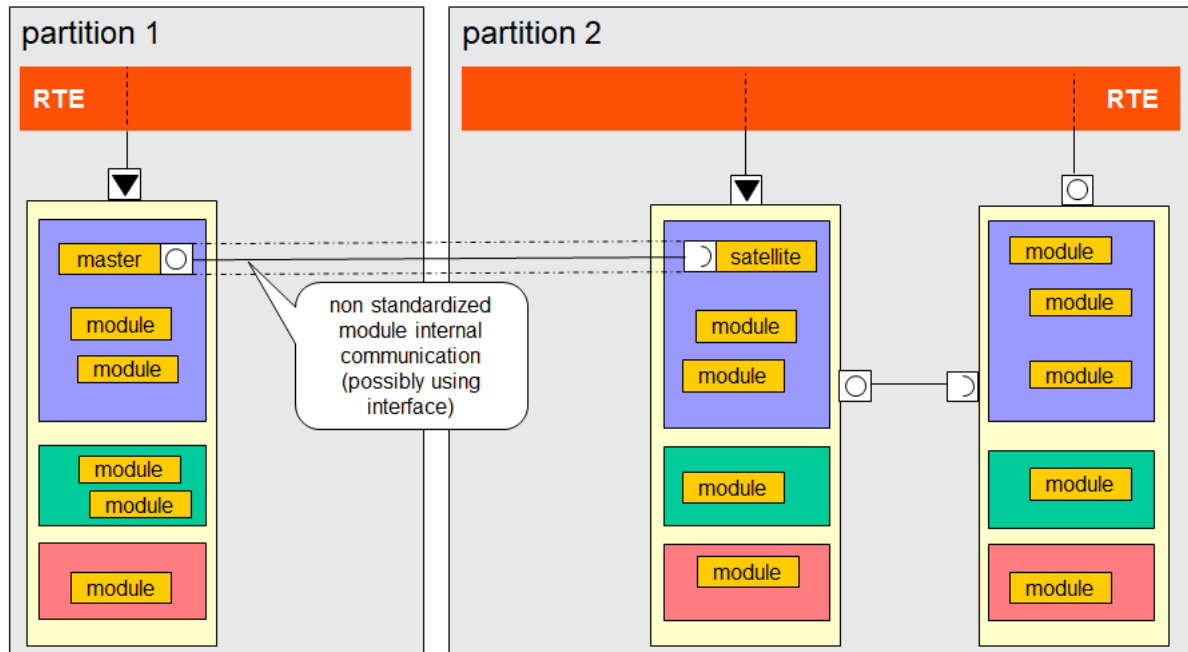 partition 1
RTE
master
module
module
module
module
module
non standardized
module internal
communication
(possibly using
interface)
partition 2
RTE
satellite
module
module
module
module
module
module
module
module
module